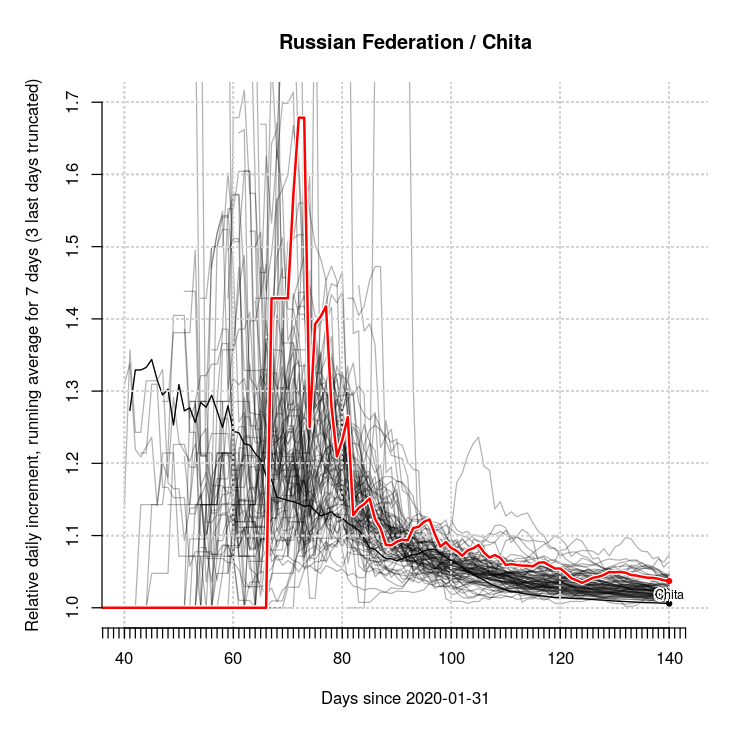 Russian Federation / Chita
Relative daily increment, running average for 7 days (3 last days truncated)
1.7
1.6
1.5
1.4
1.3
1.2
1.1
1.0
Chita
40 60 80 100 120 140
Days since 2020-01-31